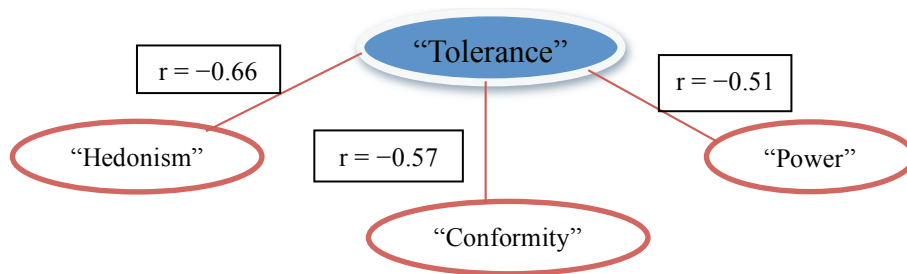 “Tolerance”
r = −0.66
r = −0.51
“Hedonism”
r = −0.57
“Power”
“Conformity”